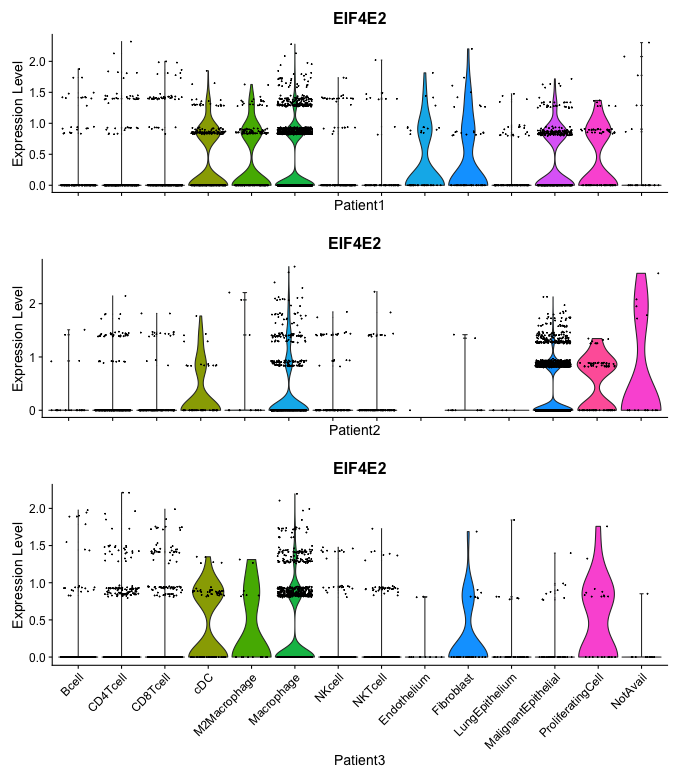 EIF4E2
Expression Level
2.0
1.5
1.0
0.5
0.0
Patient1
EIF4E2
Expression Level
2
1
0
Patient2
EIF4E2
Expression Level
2.0
1.5
1.0
0.5
0.0
Bcell
CD4Tcell
CD8Tcell
cDC
M2Macrophage
Macrophage
NKcell
NKTcell
Endothelium
Fibroblast
LungEpithelium
MalignantEpithelial
ProliferatingCell
NotAvail
Patient3